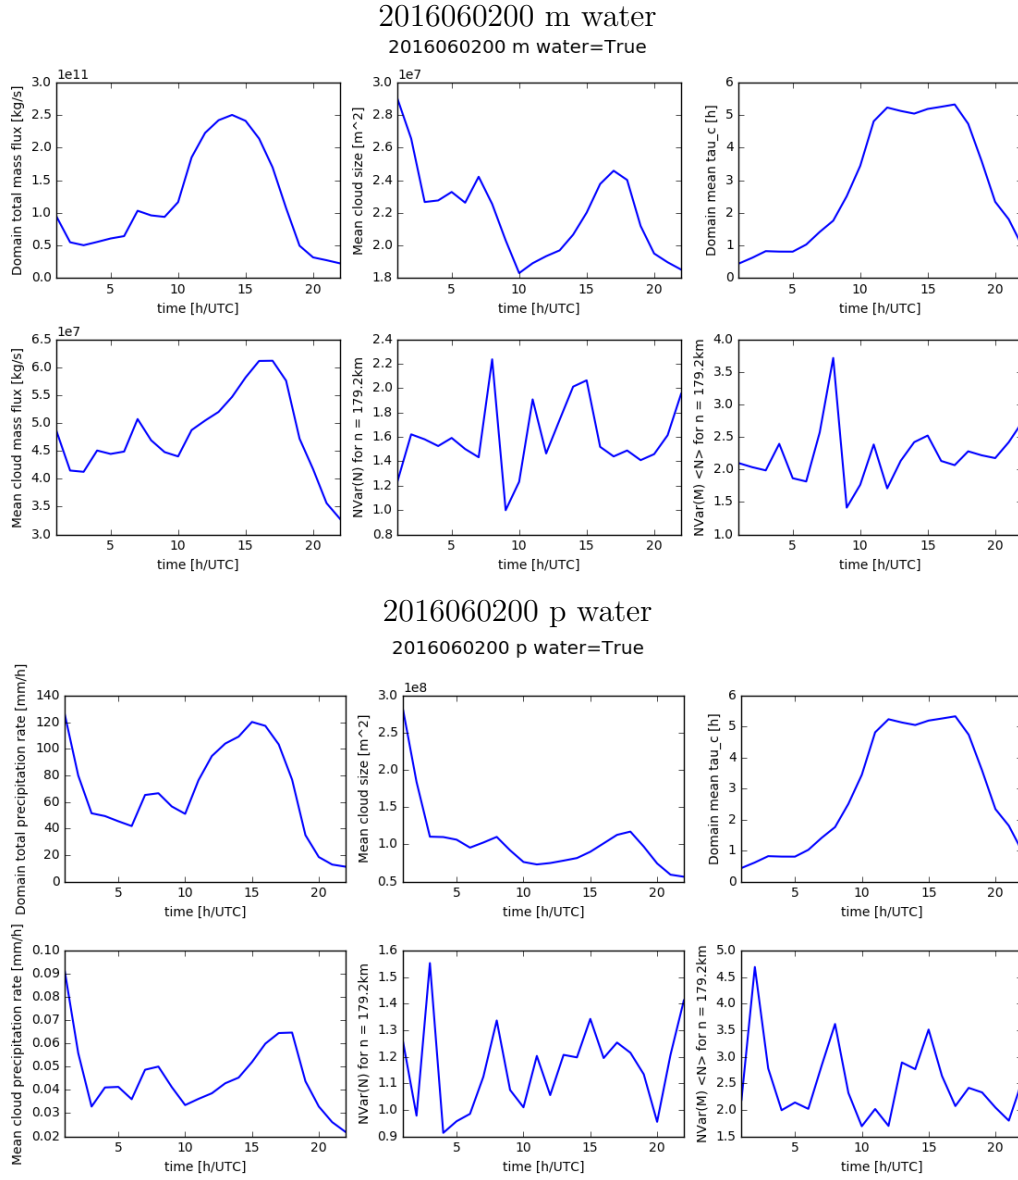 2016060200 m water
2016060200 m water=True
1e11
Domain total mass flux [kg/s]
3.0
2.5
2.0
1.5
1.0
0.5
0.0
5 10 15 20
time [h/UTC]
1e7
Mean cloud size [m^2]
3.0
2.8
2.6
2.4
2.2
2.0
1.8
5 10 15 20
time [h/UTC]
Domain mean tau_c [h]
6
5
4
3
2
1
0
5 10 15 20
time [h/UTC]
1e7
Mean cloud mass flux [kg/s]
6.5
6.0
5.5
5.0
4.5
4.0
3.5
3.0
5 10 15 20
time [h/UTC]
NVar(N) for n = 179.2km
2.4
2.2
2.0
1.8
1.6
1.4
1.2
1.0
0.8
5 10 15 20
time [h/UTC]
NVar(M) <N> for n = 179.2km
4.0
3.5
3.0
2.5
2.0
1.5
1.0
5 10 15 20
time [h/UTC]
2016060200 p water
2016060200 p water=True
Domain total precipitation rate [mm/h]
140
120
100
80
60
40
20
0
5 10 15 20
time [h/UTC]
1e8
Mean cloud size [m^2]
3.0
2.5
2.0
1.5
1.0
0.5
5 10 15 20
time [h/UTC]
Domain mean tau_c [h]
6
5
4
3
2
1
0
5 10 15 20
time [h/UTC]
Mean cloud precipitation rate [mm/h]
0.10
0.09
0.08
0.07
0.06
0.05
0.04
0.03
0.02
5 10 15 20
time [h/UTC]
NVar(N) for n = 179.2km
1.6
1.5
1.4
1.3
1.2
1.1
1.0
0.9
5 10 15 20
time [h/UTC]
NVar(M) <N> for n = 179.2km
5.0
4.5
4.0
3.5
3.0
2.5
2.0
1.5
5 10 15 20
time [h/UTC]